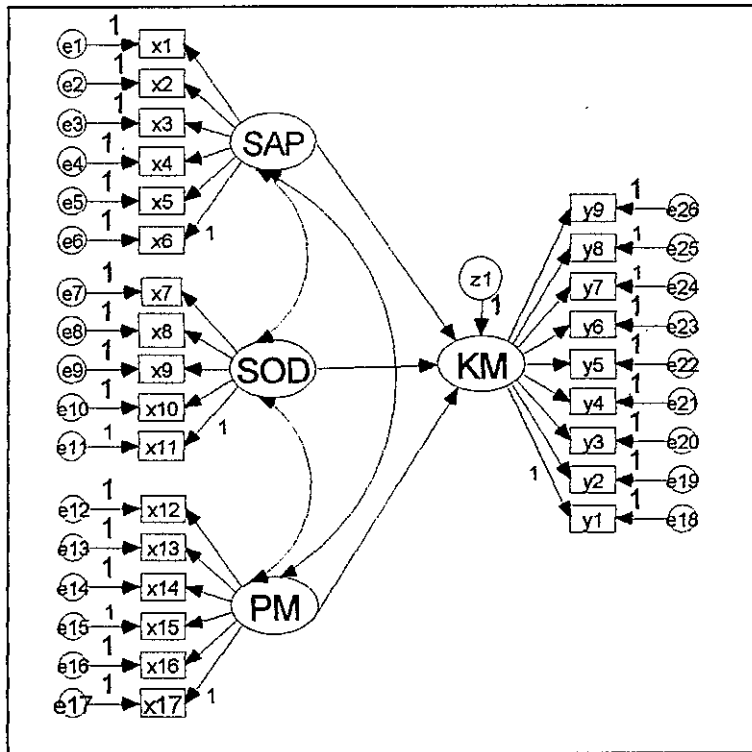 1
e1 x1
1
e2 x2
1
e3 x3
1
e4 x4
1
e5 x5
1
e6 x6
1
SAP
1
e7 x7
1
e8 x8
1
e9 x9
1
e10 x10
1
e11 x11
1
SOD
1
e12 x12
1
e13 x13
1
e14 x14
1
e15 x15
1
e16 x16
1
e17 x17
1
PM
z1
1
KM
1
y9 e26
1
y8 e25
1
y7 e24
1
y6 e23
1
y5 e22
1
y4 e21
1
y3 e20
1
y2 e19
1
1
y1 e18